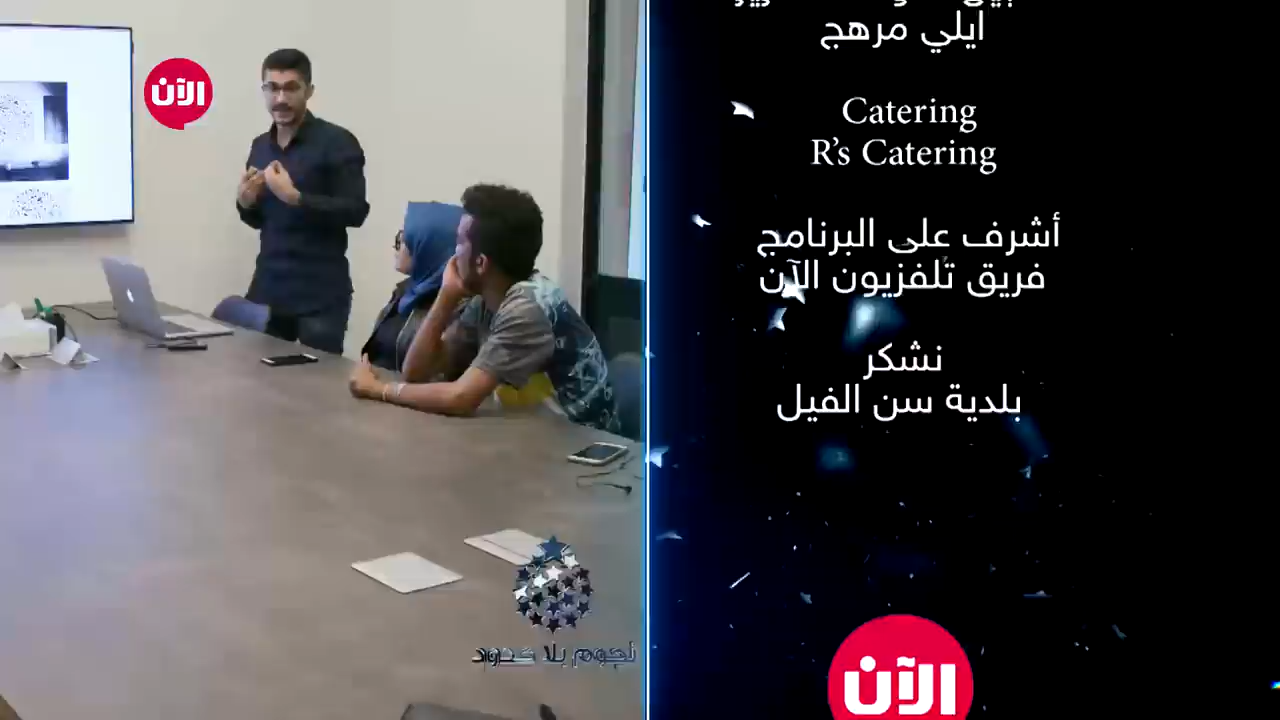 الآن
نجوم بلا حدود
ايلي مرهج
Catering
R's Catering
أشرف على البرنامج
فريق تلفزيون الآن
نشكر
بلدية سن الفيل
الآن